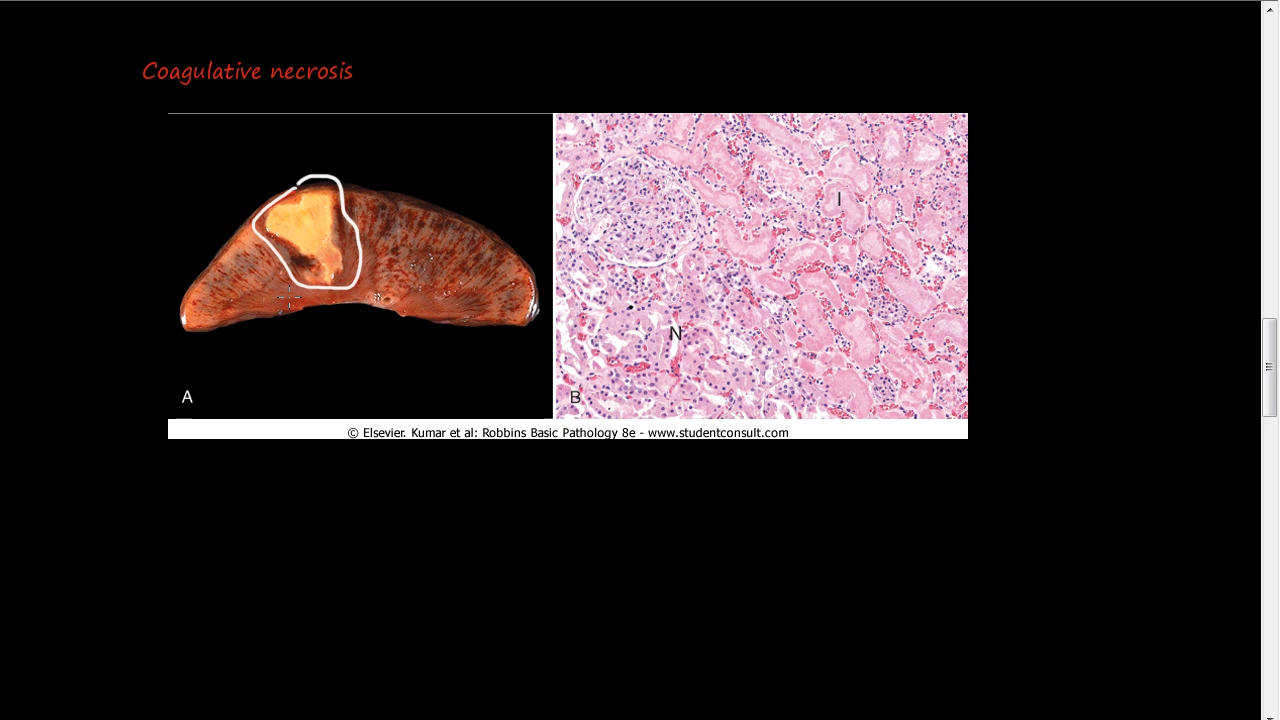 Coagulative necrosis
I
N
A
B
© Elsevier. Kumar et al: Robbins Basic Pathology 8e - www.studentconsult.com